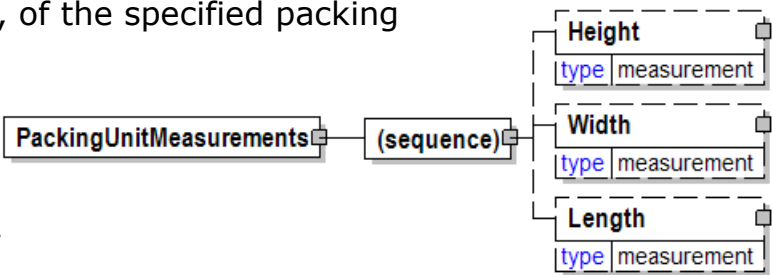 , of the specified packing
Height
type measurement
PackingUnitMeasurements
(sequence)
Width
type measurement
Length
type measurement